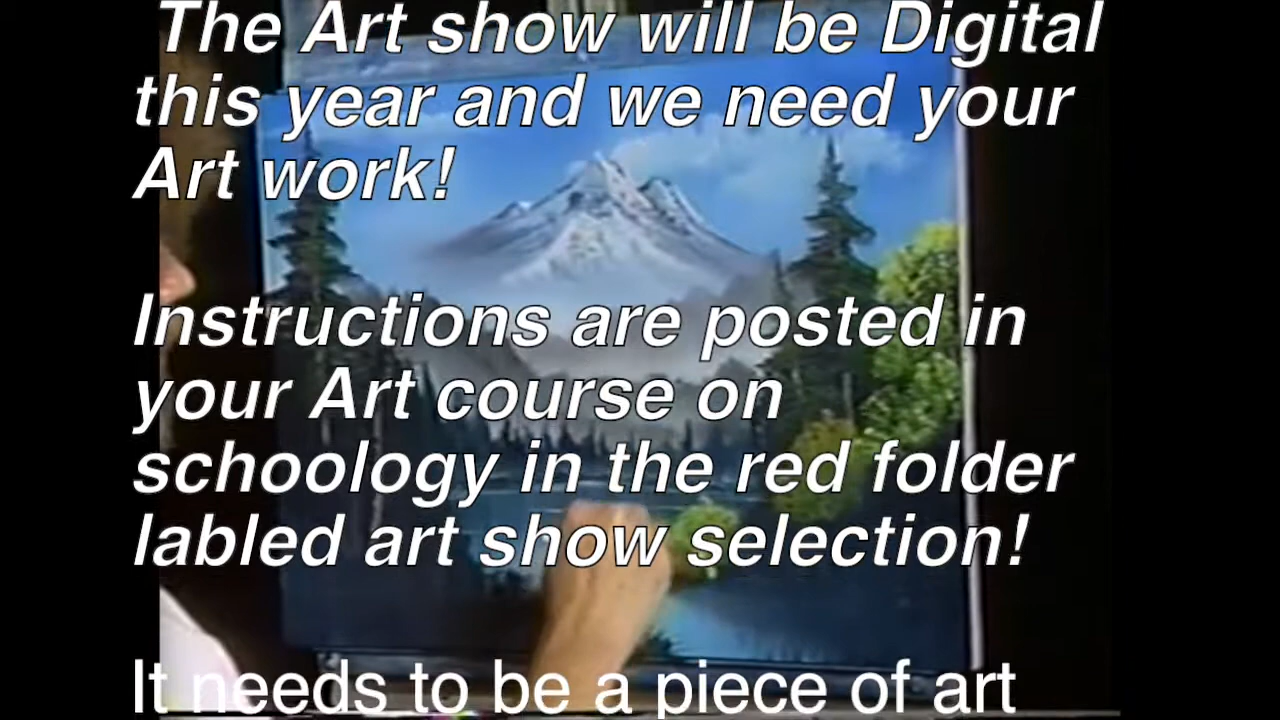 The Art show will be Digital
this year and we need your
Art work!
Instructions are posted in
your Art course on
schoology in the red folder
labled art show selection!
It needs to be a piece of art